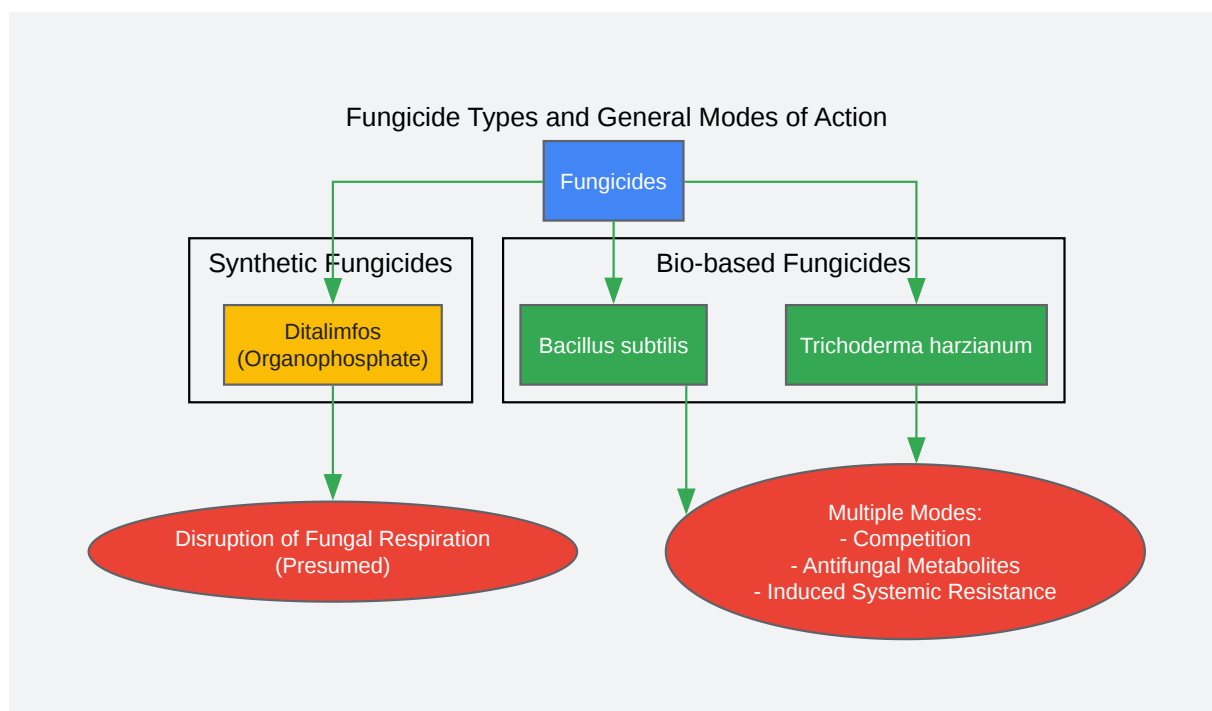 Fungicide Types and General Modes of Action
Fungicides
Synthetic Fungicides
Bio-based Fungicides
Ditalimfos
(Organophosphate)
Bacillus subtilis
Trichoderma harzianum
Disruption of Fungal Respiration
(Presumed)
Multiple Modes:
- Competition
- Antifungal Metabolites
- Induced Systemic Resistance